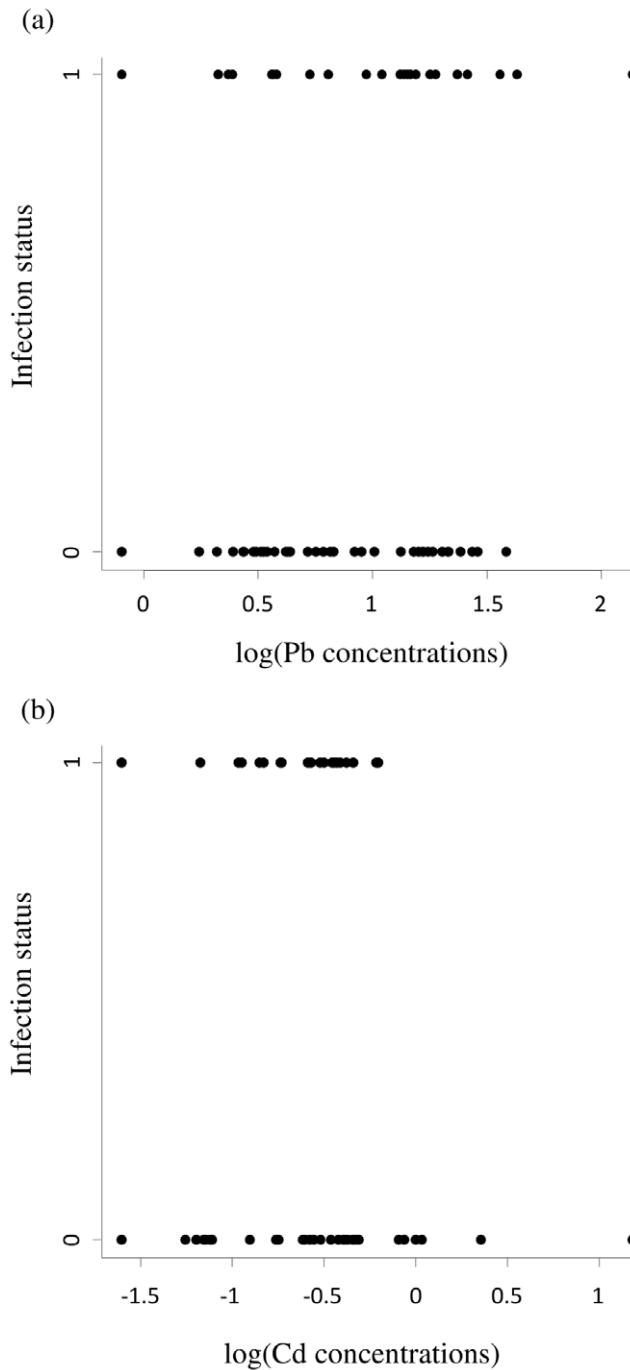 (a)
1
Infection status
0
0 0.5 1 1.5 2
log(Pb concentrations)
(b)
1
Infection status
0
-1.5 -1 -0.5 0 0.5 1
log(Cd concentrations)